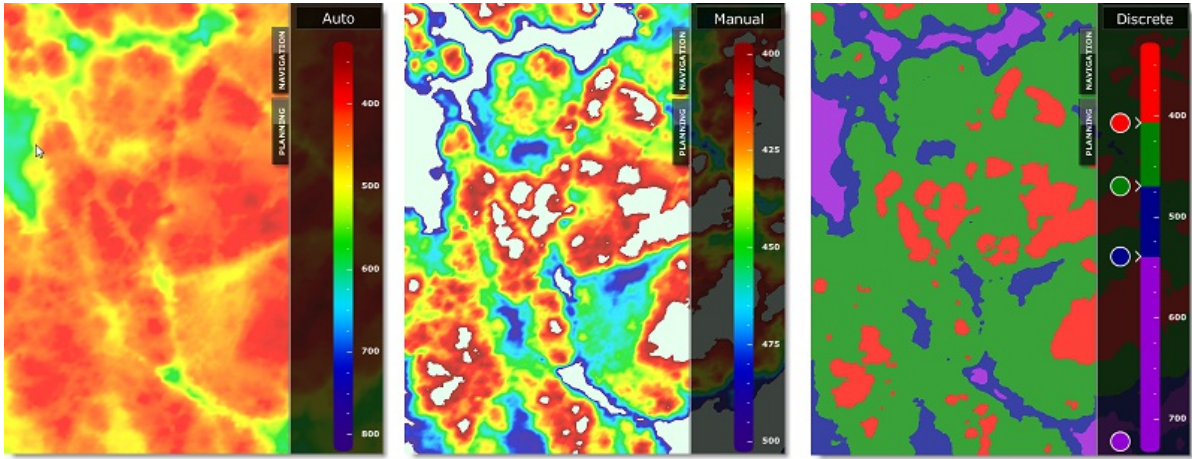 Auto
NAVIGATION
PLANNING
400
500
600
700
800
Manual
NAVIGATION
PLANNING
400
425
450
475
500
Discrete
NAVIGATION
PLANNING
400
500
600
700